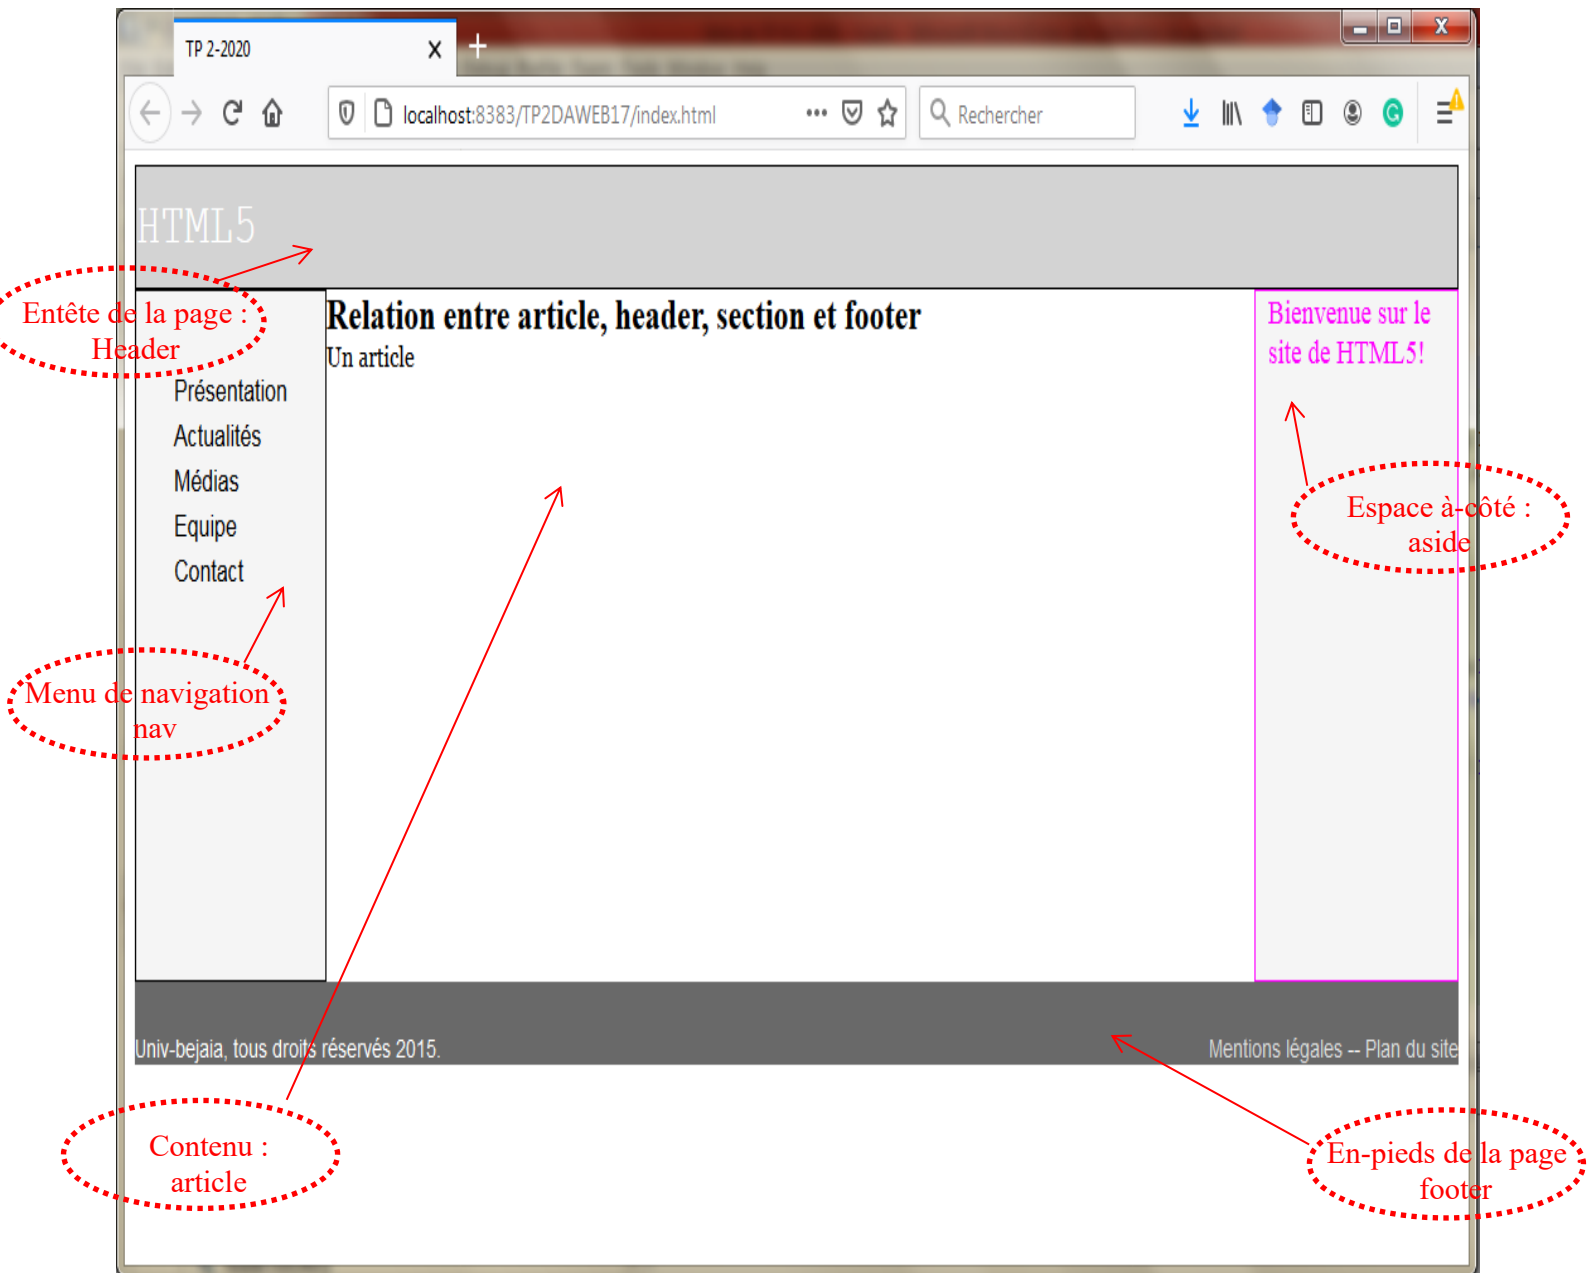 TP 2-2020
localhost:8383/TP2DAWEB17/index.html
Rechercher
HTML5
Entête de la page :
Header
Relation entre article, header, section et footer
Un article
Bienvenue sur le
site de HTML5!
Présentation
Actualités
Médias
Equipe
Contact
Espace à-côté :
aside
Menu de navigation
nav
Univ-bejaia, tous droits réservés 2015.
Mentions légales -- Plan du site
Contenu :
article
En-pieds de la page
footer